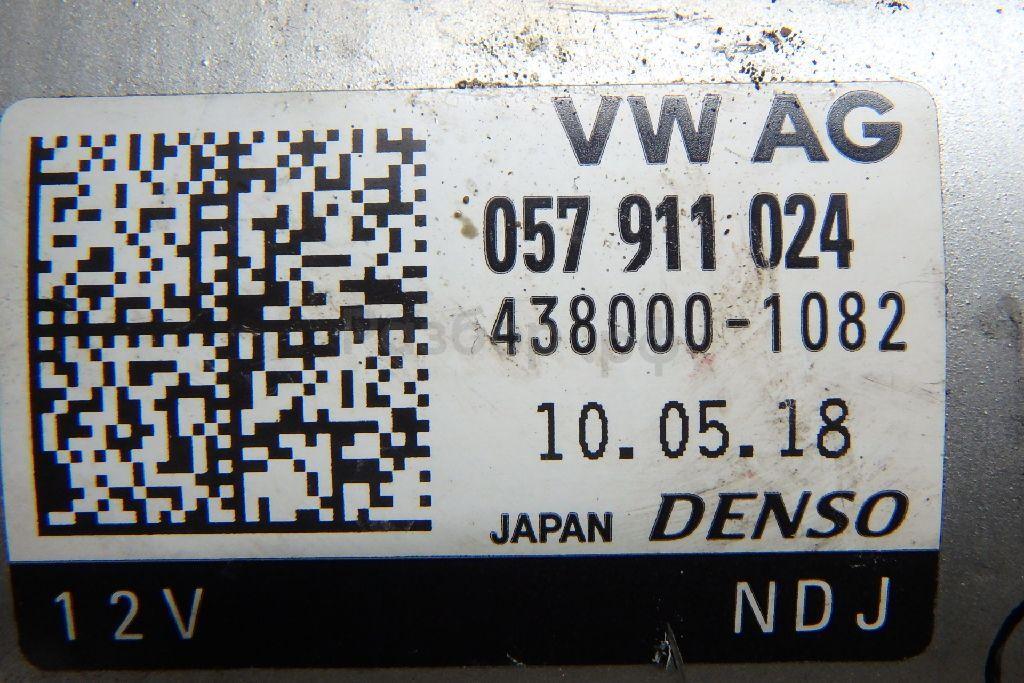 VW AG
057 911 024
438000-1082
10.05.18
JAPAN DENSO
12V NDJ